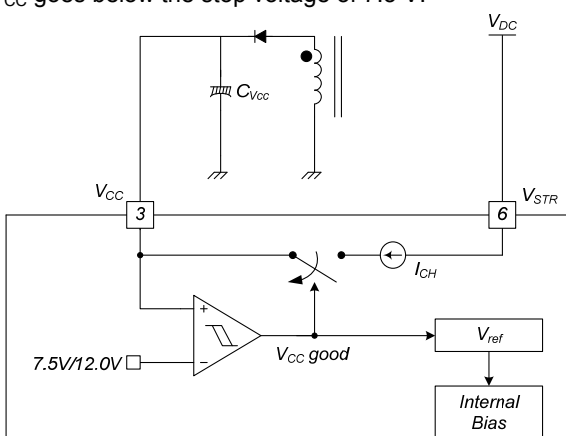 CC goes below the stop voltage of 7.5 V.
VDC
CVcc
VCC
VSTR
3
6
ICH
+
−
7.5V/12.0V
VCC good
Vref
Internal
Bias